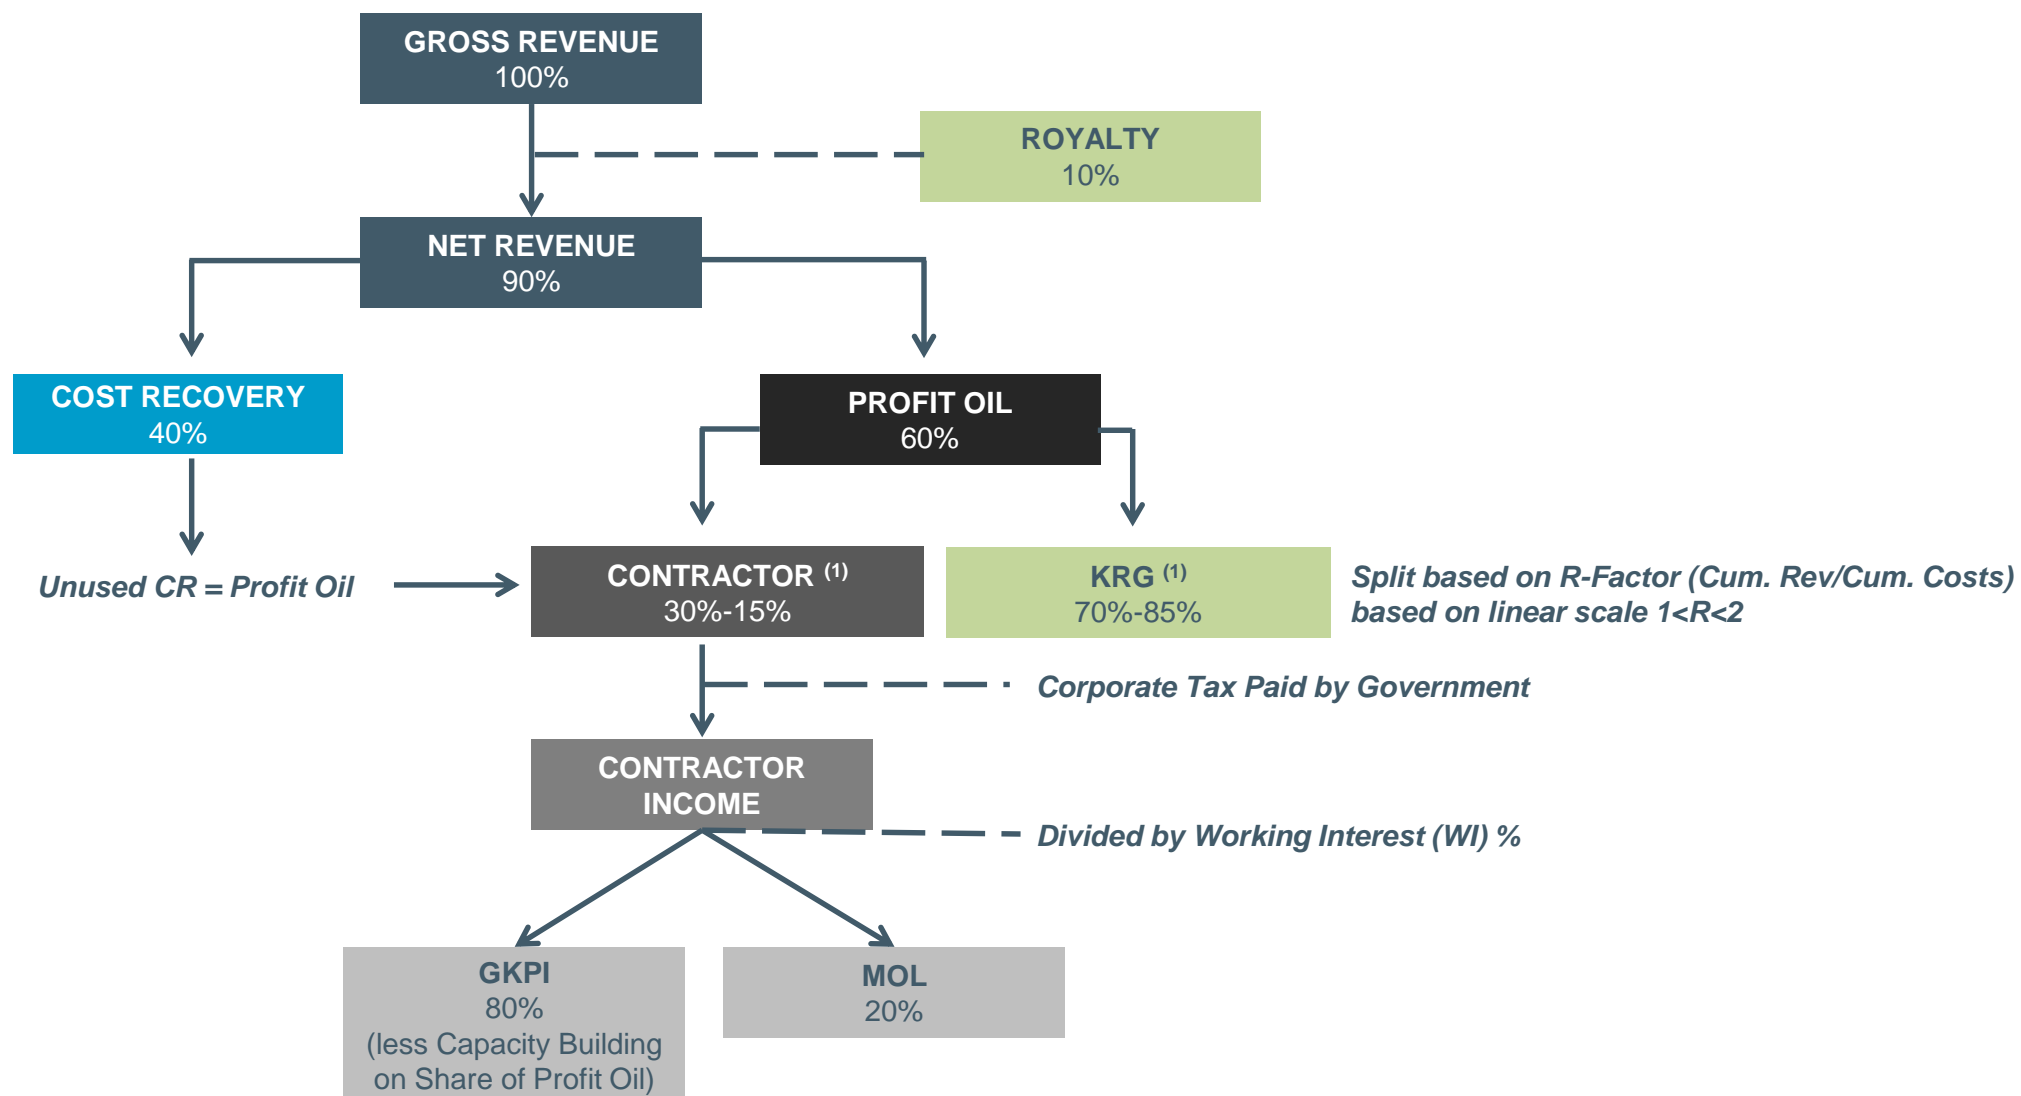 GROSS REVENUE
100%
ROYALTY
10%
NET REVENUE
90%
COST RECOVERY
40%
PROFIT OIL
60%
Unused CR = Profit Oil
CONTRACTOR (1)
30%-15%
KRG (1)
70%-85%
Split based on R-Factor (Cum. Rev/Cum. Costs)
based on linear scale 1<R<2
Corporate Tax Paid by Government
CONTRACTOR
INCOME
Divided by Working Interest (WI) %
GKPI
80%
(less Capacity Building
on Share of Profit Oil)
MOL
20%